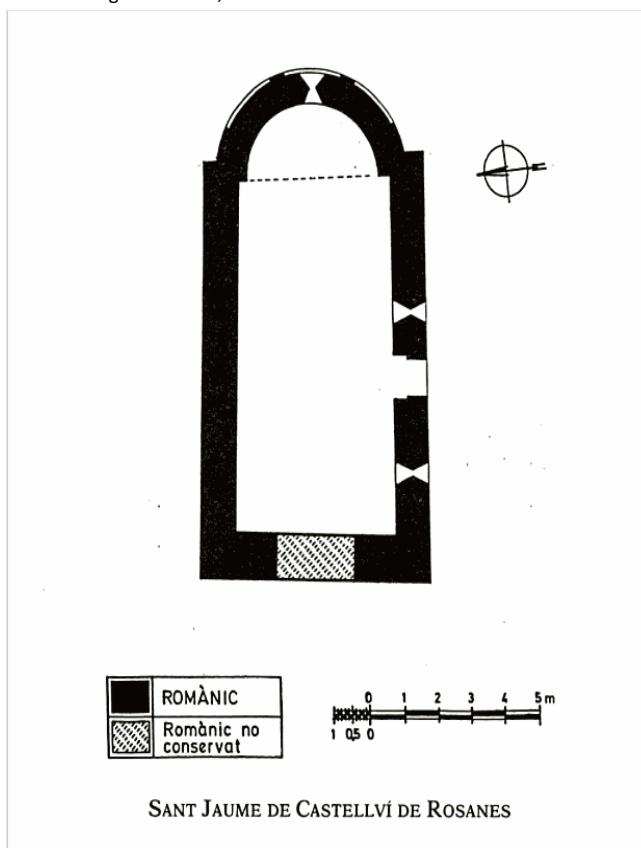 ROMÀNIC
Romànic no
conservat
0 1 2 3 4 5 m
1 0,5 0
SANT JAUME DE CASTELLVÍ DE ROSANES